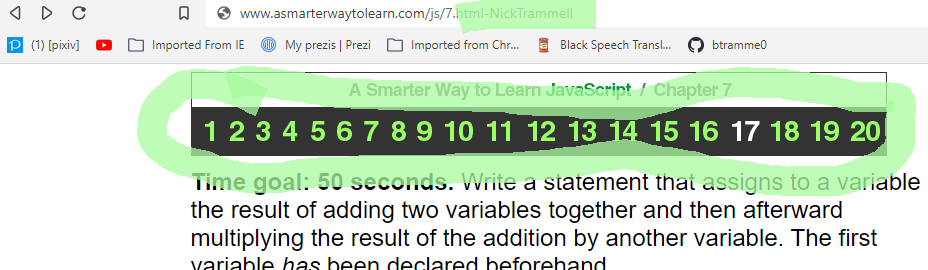 www.asmarterwaytolearn.com/js/7.html-NickTrammell
(1) [pixiv] Imported From IE My prezis | Prezi Imported from Chr... Black Speech Transl... btramme0
A Smarter Way to Learn JavaScript / Chapter 7
1 2 3 4 5 6 7 8 9 10 11 12 13 14 15 16 17 18 19 20
Time goal: 50 seconds. Write a statement that assigns to a variable
the result of adding two variables together and then afterward
multiplying the result of the addition by another variable. The first
variable has been declared beforehand